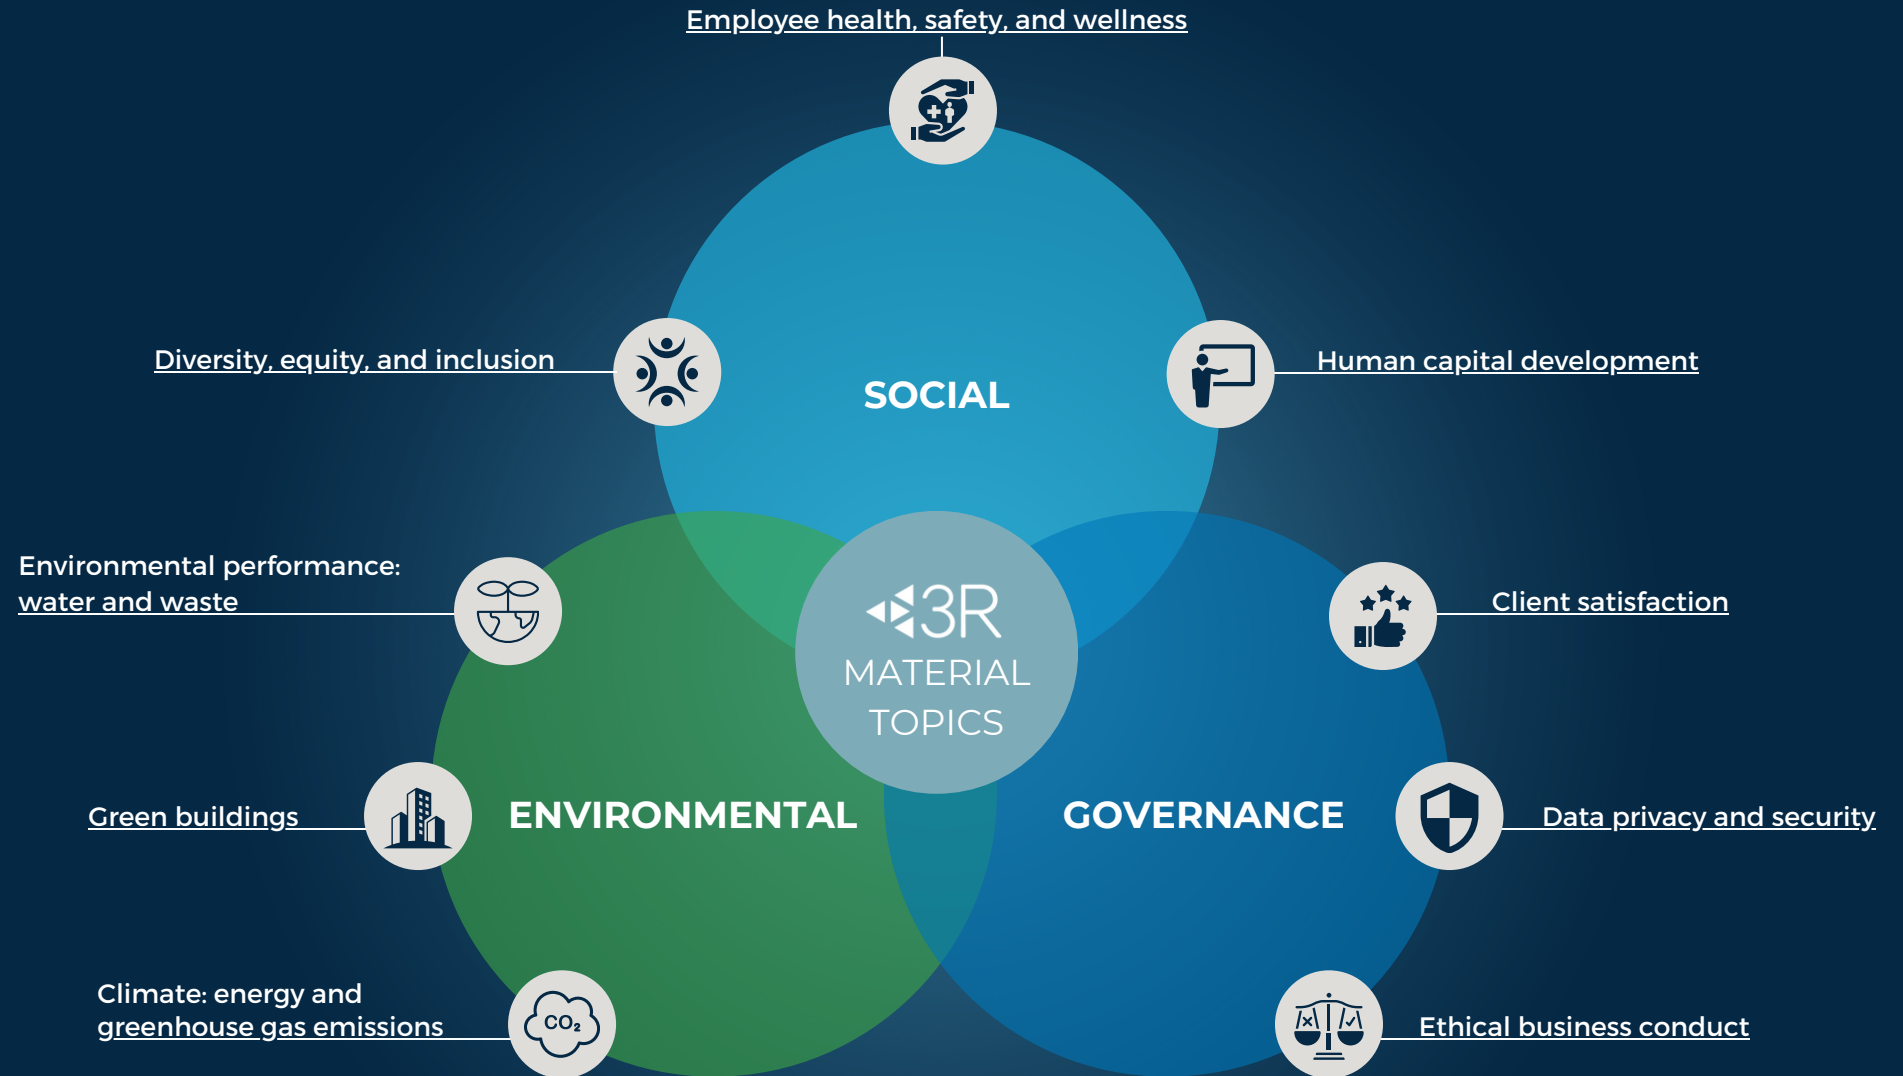 Employee health, safety, and wellness
Diversity, equity, and inclusion
Human capital development
SOCIAL
Environmental performance:
water and waste
3R
MATERIAL
TOPICS
Client satisfaction
Green buildings
ENVIRONMENTAL
GOVERNANCE
Data privacy and security
Climate: energy and
greenhouse gas emissions
CO₂
Ethical business conduct